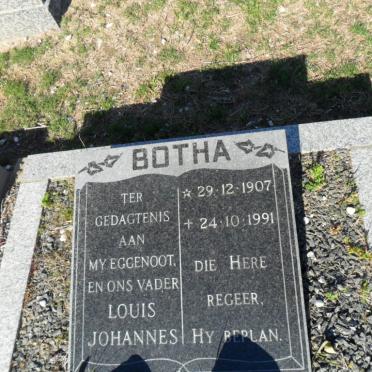 BOTHA
TER
GEDAGTENIS
AAN
MY EGGENOOT,
EN ONS VADER
LOUIS
JOHANNES
☆ 29·12·1907
+ 24·10·1991
DIE HERE
REGEER,
HY BEPLAN.